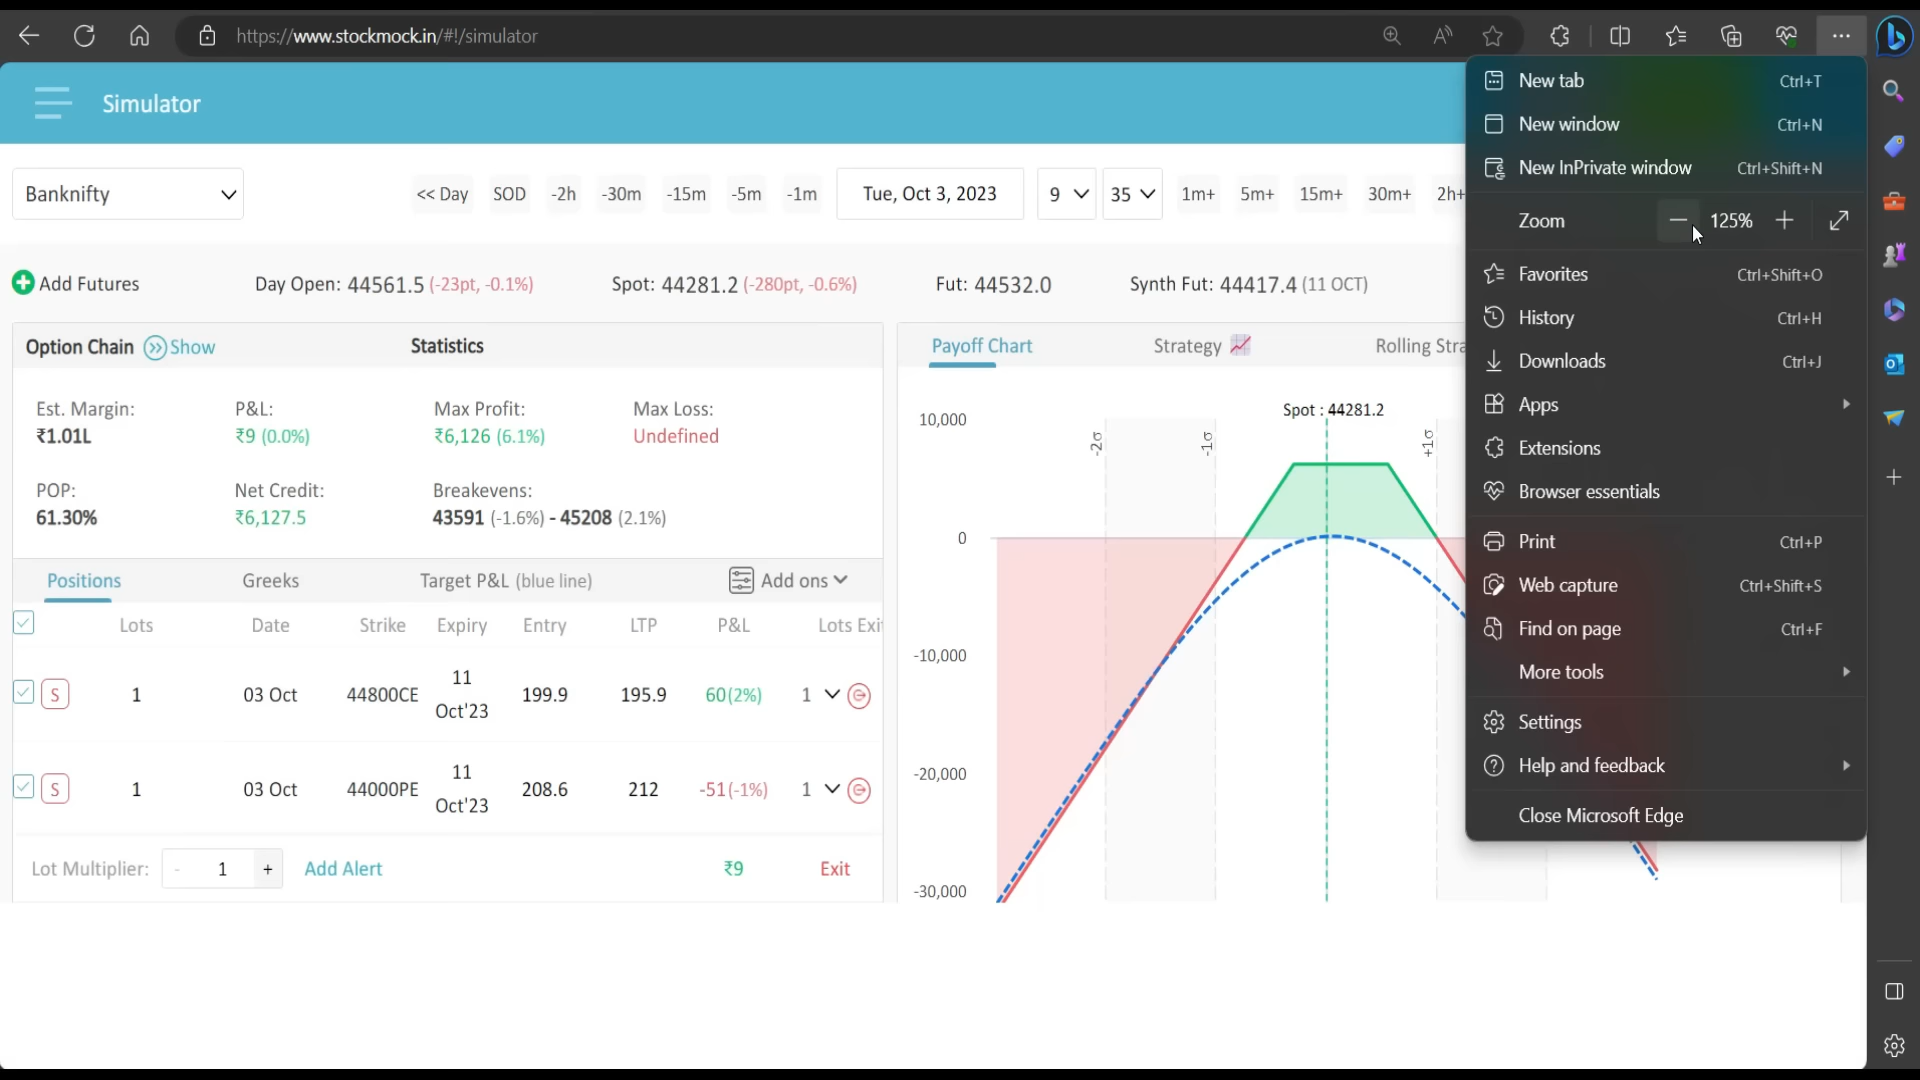 https://www.stockmock.in/#!/simulator
Simulator
Banknifty
<< Day SOD -2h -30m -15m -5m -1m Tue, Oct 3, 2023 9 35 1m+ 5m+ 15m+ 30m+ 2h+
Add Futures Day Open: 44561.5 (-23pt, -0.1%) Spot: 44281.2 (-280pt, -0.6%) Fut: 44532.0 Synth Fut: 44417.4 (11 OCT)
Option Chain Show Statistics
Est. Margin: P&L: Max Profit: Max Loss:
₹1.01L ₹9 (0.0%) ₹6,126 (6.1%) Undefined
POP: Net Credit: Breakevens:
61.30% ₹6,127.5 43591 (-1.6%) - 45208 (2.1%)
Positions Greeks Target P&L (blue line) Add ons
Lots Date Strike Expiry Entry LTP P&L Lots Exi
S 1 03 Oct 44800CE 11 Oct'23 199.9 195.9 60(2%) 1
S 1 03 Oct 44000PE 11 Oct'23 208.6 212 -51(-1%) 1
Lot Multiplier: - 1 + Add Alert ₹9 Exit
Payoff Chart Strategy Rolling Stra
Spot : 44281.2
-2σ -1σ +1σ
10,000
0
-10,000
-20,000
-30,000
New tab Ctrl+T
New window Ctrl+N
New InPrivate window Ctrl+Shift+N
Zoom 125%
Favorites Ctrl+Shift+O
History Ctrl+H
Downloads Ctrl+J
Apps
Extensions
Browser essentials
Print Ctrl+P
Web capture Ctrl+Shift+S
Find on page Ctrl+F
More tools
Settings
Help and feedback
Close Microsoft Edge